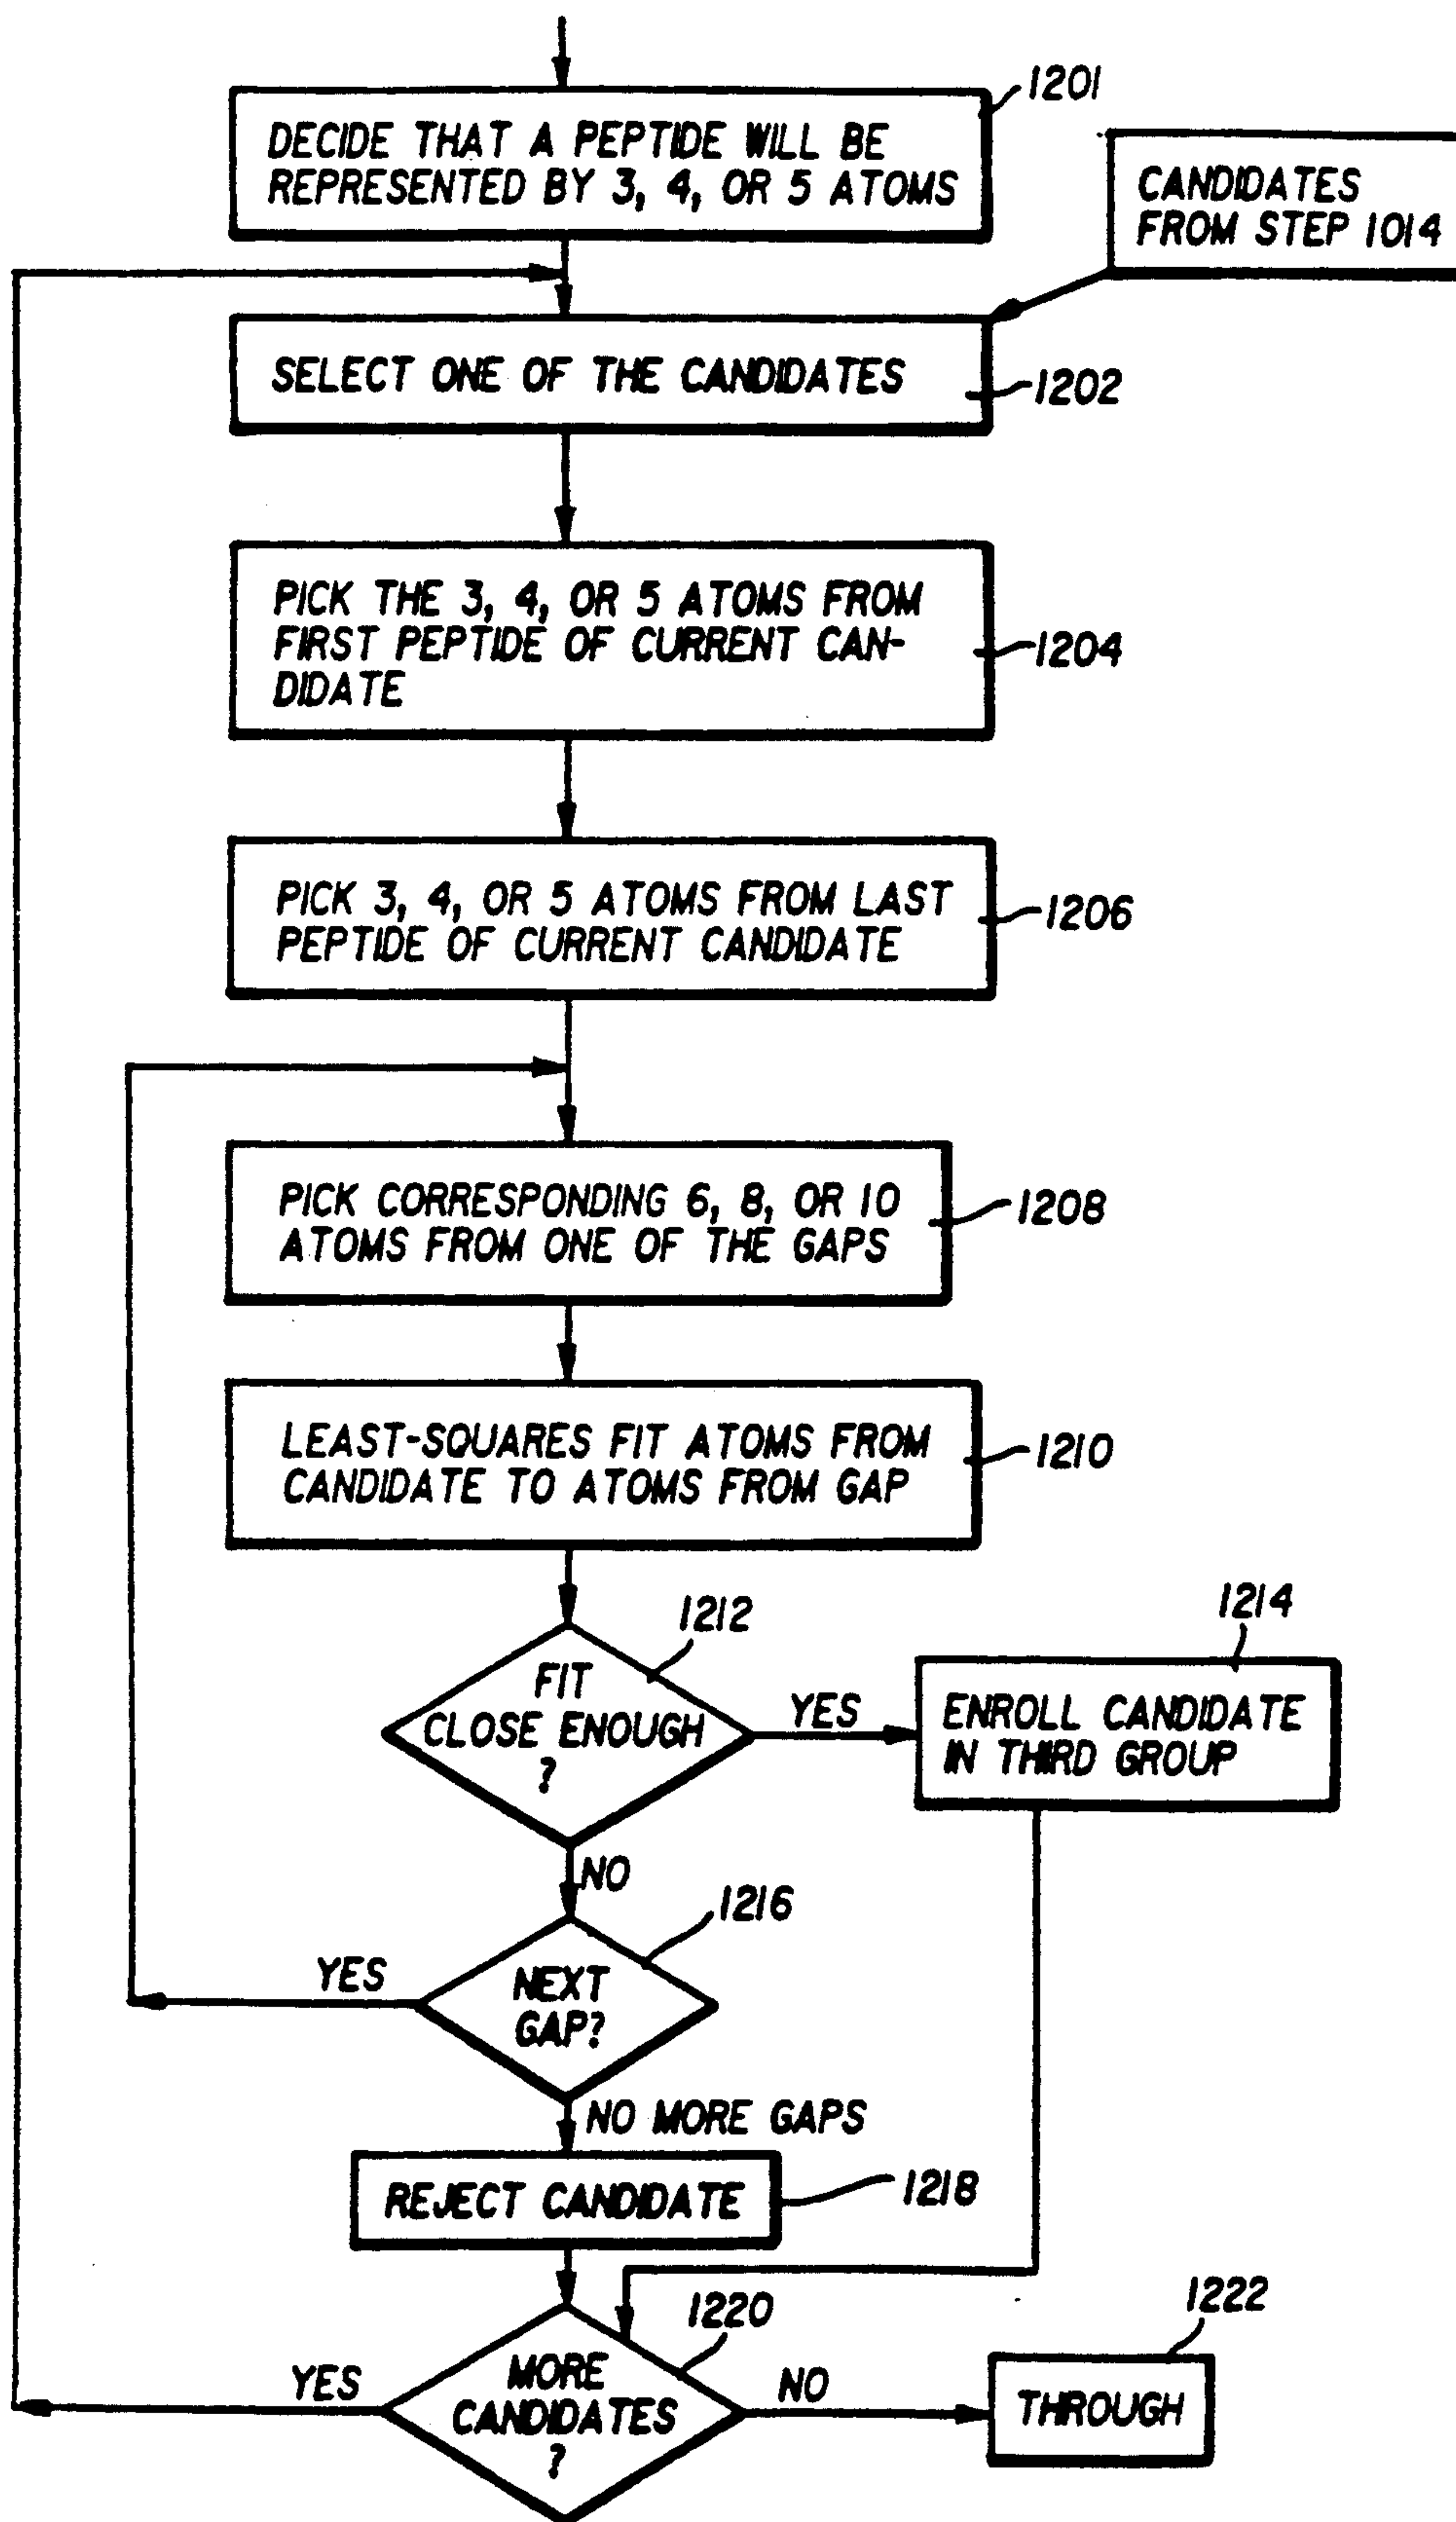 1201
DECIDE THAT A PEPTIDE WILL BE
REPRESENTED BY 3, 4, OR 5 ATOMS
CANDIDATES
FROM STEP 1014
SELECT ONE OF THE CANDIDATES
1202
PICK THE 3, 4, OR 5 ATOMS FROM
FIRST PEPTIDE OF CURRENT CAN-
DIDATE
1204
PICK 3, 4, OR 5 ATOMS FROM LAST
PEPTIDE OF CURRENT CANDIDATE
1206
PICK CORRESPONDING 6, 8, OR 10
ATOMS FROM ONE OF THE GAPS
1208
LEAST-SQUARES FIT ATOMS FROM
CANDIDATE TO ATOMS FROM GAP
1210
1212
FIT
CLOSE ENOUGH
?
YES
1214
ENROLL CANDIDATE
IN THIRD GROUP
NO
1216
NEXT
GAP?
YES
NO MORE GAPS
REJECT CANDIDATE
1218
1220
MORE
CANDIDATES
?
YES
NO
1222
THROUGH